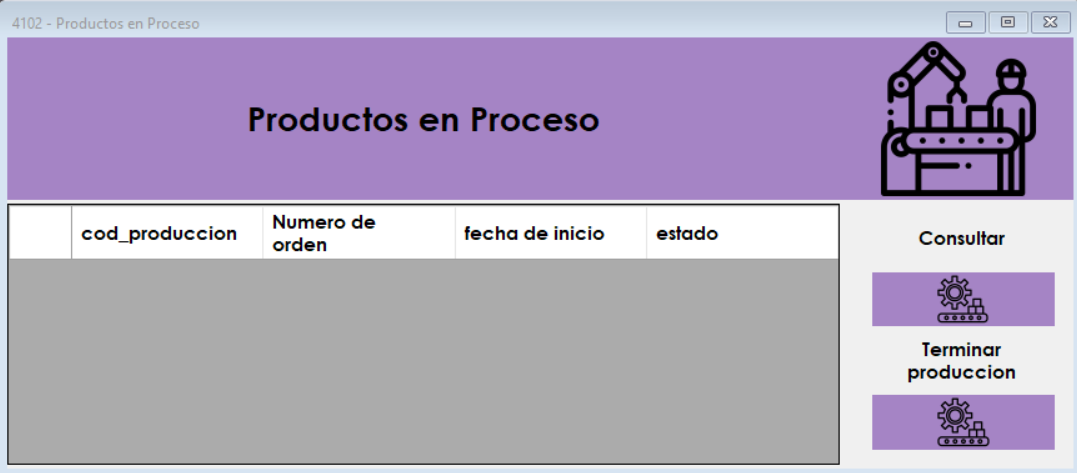 4102 - Productos en Proceso
Productos en Proceso
cod_produccion
Numero de
orden
fecha de inicio
estado
Consultar
Terminar
produccion